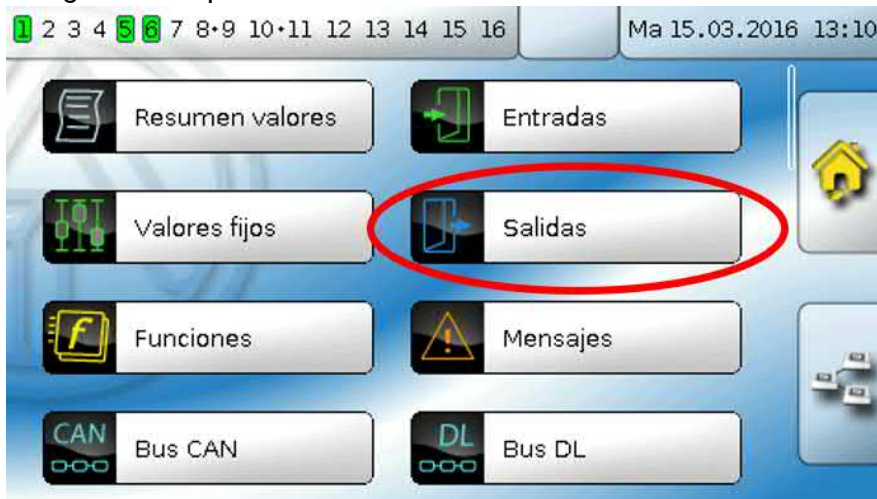 1 2 3 4 5 6 7 8•9 10•11 12 13 14 15 16 Ma 15.03.2016 13:10
Resumen valores Entradas
Valores fijos Salidas
f Funciones Mensajes
CAN Bus CAN DL Bus DL